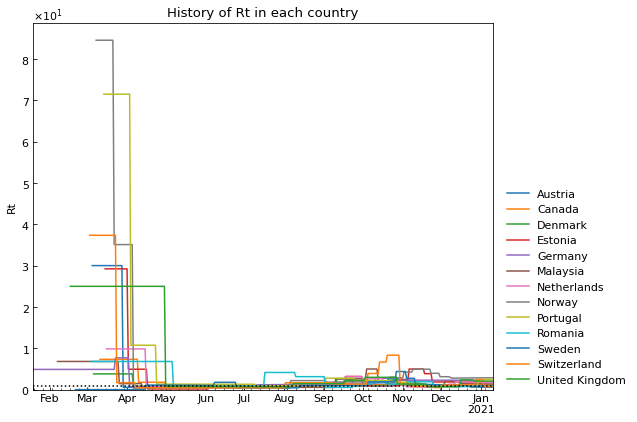 History of Rt in each country
×10¹
8
7
6
5
4
3
2
1
0
Rt
Feb Mar Apr May Jun Jul Aug Sep Oct Nov Dec Jan
2021
Austria
Canada
Denmark
Estonia
Germany
Malaysia
Netherlands
Norway
Portugal
Romania
Sweden
Switzerland
United Kingdom